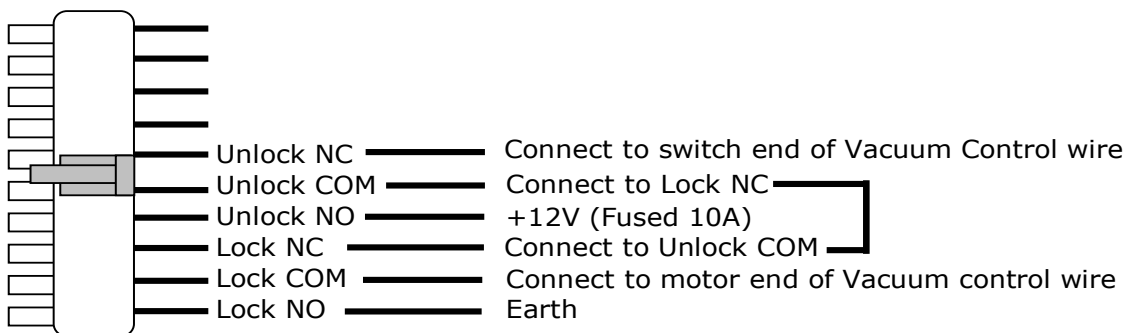 Unlock NC Connect to switch end of Vacuum Control wire
Unlock COM Connect to Lock NC
Unlock NO +12V (Fused 10A)
Lock NC Connect to Unlock COM
Lock COM Connect to motor end of Vacuum control wire
Lock NO Earth